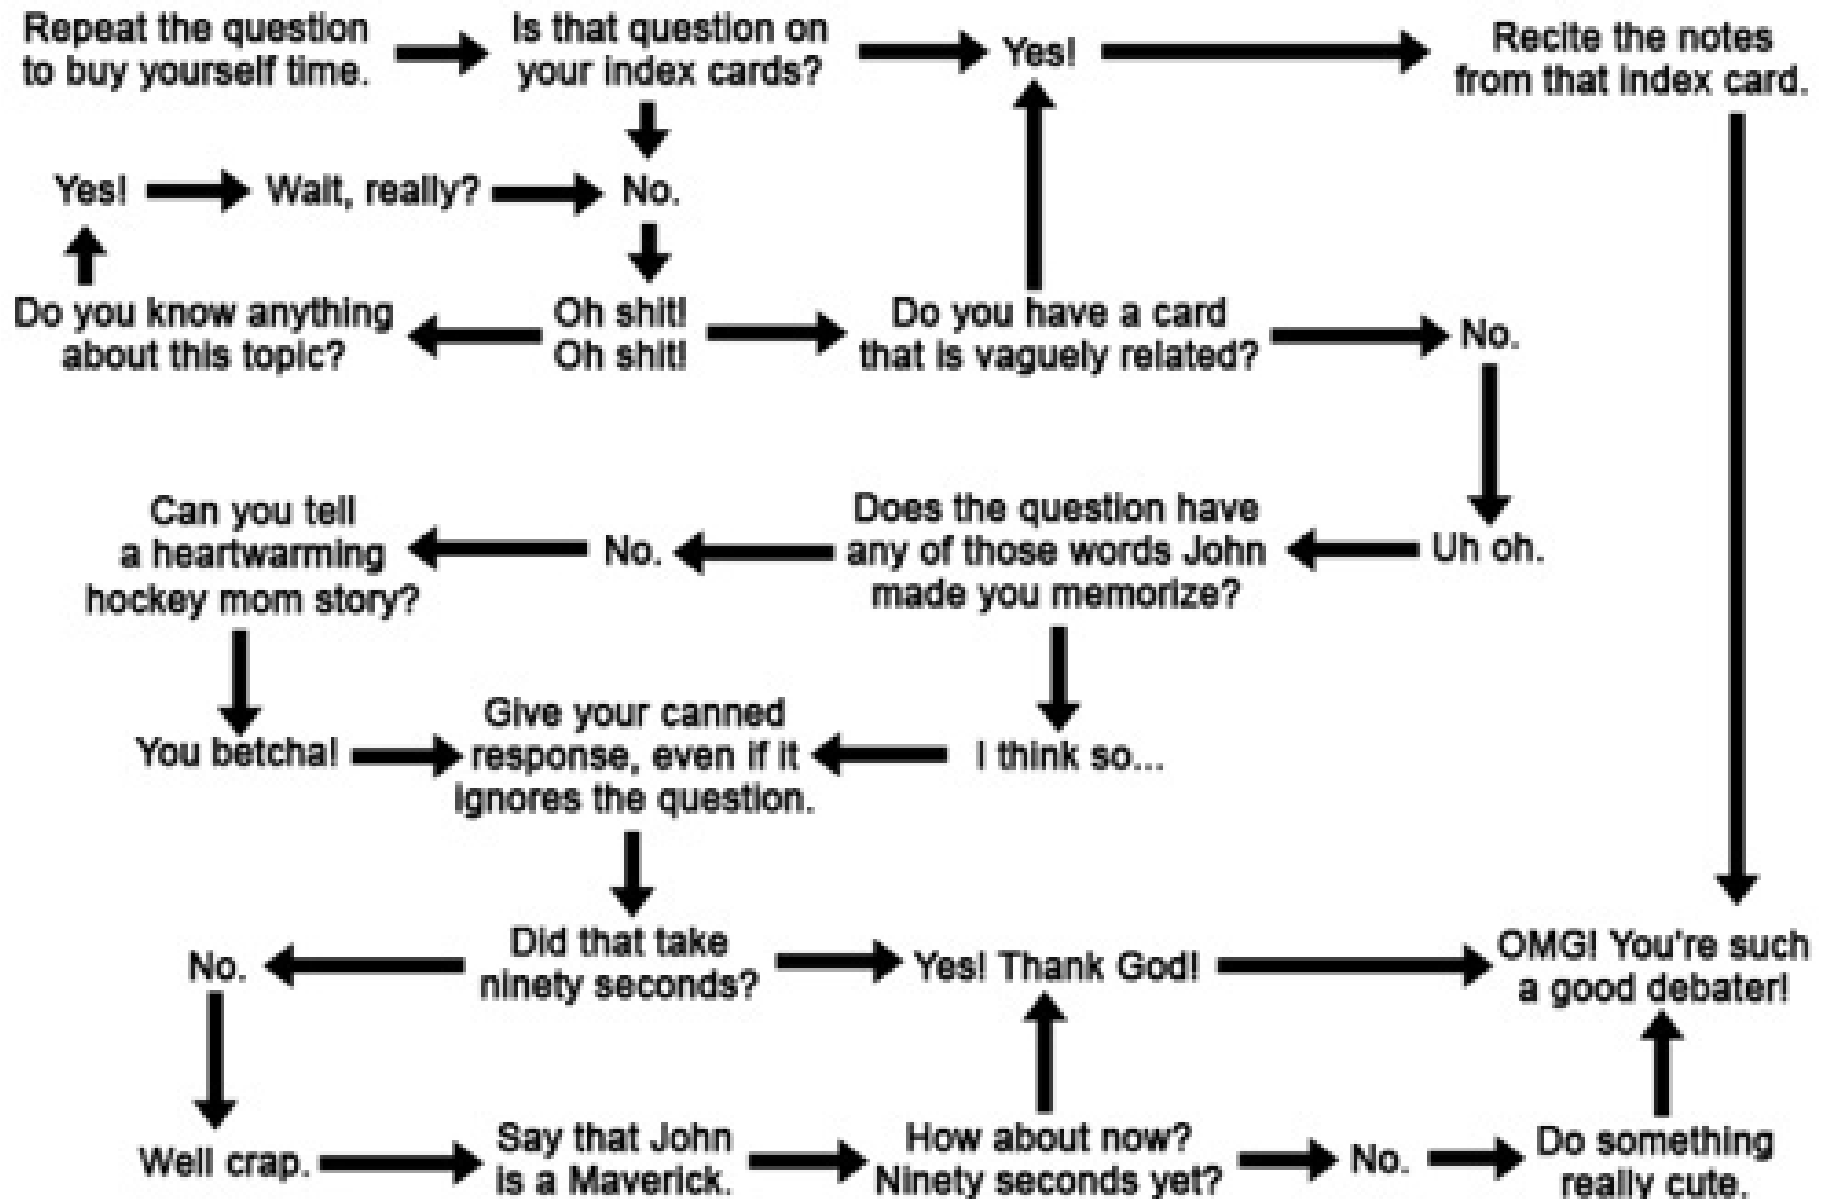 Repeat the question
to buy yourself time.
Is that question on
your index cards?
Yes!
Recite the notes
from that index card.
Yes!
Wait, really?
No.
Do you know anything
about this topic?
Oh shit!
Oh shit!
Do you have a card
that is vaguely related?
No.
Can you tell
a heartwarming
hockey mom story?
No.
Does the question have
any of those words John
made you memorize?
Uh oh.
You betcha!
Give your canned
response, even if it
ignores the question.
I think so...
No.
Did that take
ninety seconds?
Yes! Thank God!
OMG! You're such
a good debater!
Well crap.
Say that John
is a Maverick.
How about now?
Ninety seconds yet?
No.
Do something
really cute.